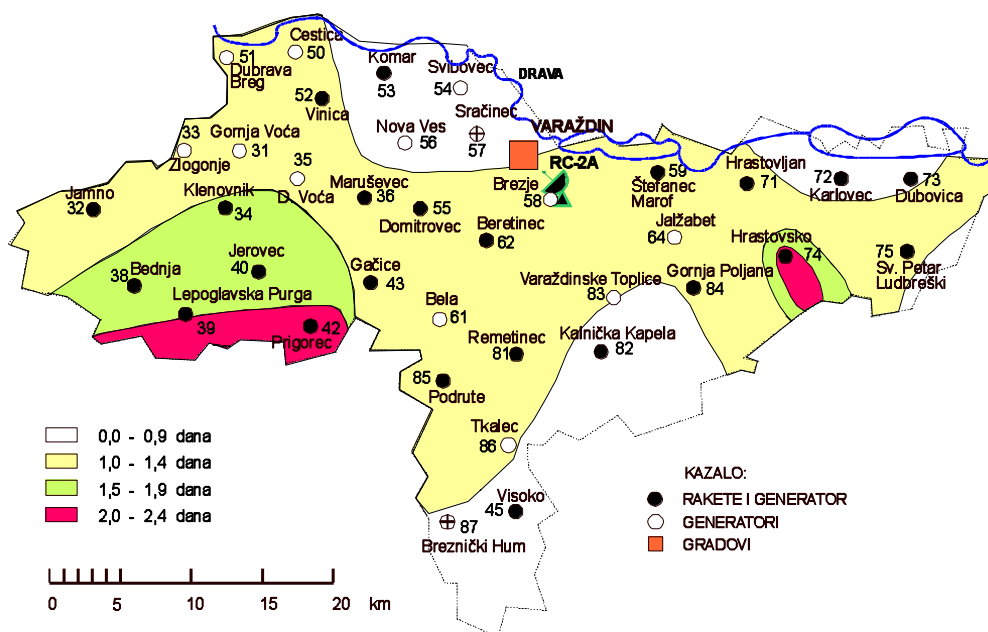 Cestica
50
51
Dubrava
Breg
Komar
53
Svibovec
54
DRAVA
52
Vinica
Sračinec
57
Nova Ves
56
VARAŽDIN
RC-2A
33
Gornja Voća
31
Zlogonje
35
D. Voća
Klenovnik
34
Jamno
32
Maruševec
36
55
Domitrovec
Brezje
58
59
Štefanec
Marof
Hrastovljan
71
72
Karlovec
73
Dubovica
Beretinec
62
Jalžabet
64
Hrastovsko
74
75
Sv. Petar
Ludbreški
Jerovec
40
38
Bednja
Gačice
43
Lepoglavska Purga
39
42
Prigorec
Varaždinske Toplice
83
Gornja Poljana
84
Bela
61
Remetinec
81
Kalnička Kapela
82
85
Podrute
Tkalec
86
Visoko
45
87
Breznički Hum
0,0 - 0,9 dana
1,0 - 1,4 dana
1,5 - 1,9 dana
2,0 - 2,4 dana
KAZALO:
RAKETE I GENERATOR
GENERATORI
GRADOVI
0 5 10 15 20 km